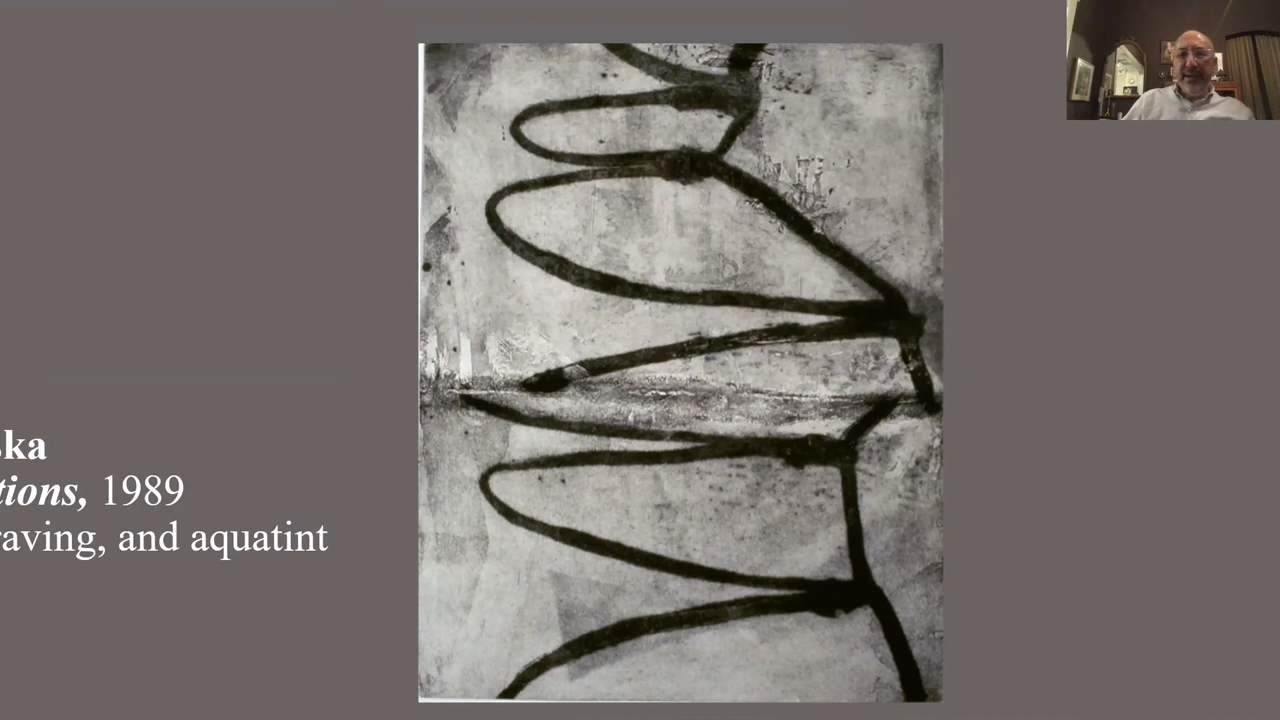 ska
tions, 1989
raving, and aquatint